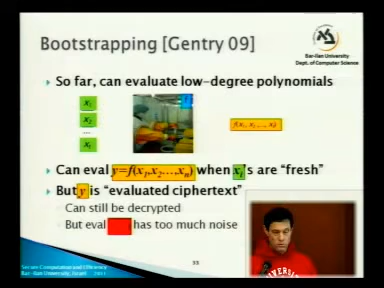 Bootstrapping [Gentry 09]
Bar-Ilan University
Dept. of Computer Science
So far, can evaluate low-degree polynomials
x1
x2
...
xt
f(x1, x2, ..., xt)
Can eval y=f(x1,x2,...,xn) when xi's are "fresh"
But y is "evaluated ciphertext"
Can still be decrypted
But eval has too much noise
Secure Computation and Efficiency
Bar-Ilan University, Israel 2011
33